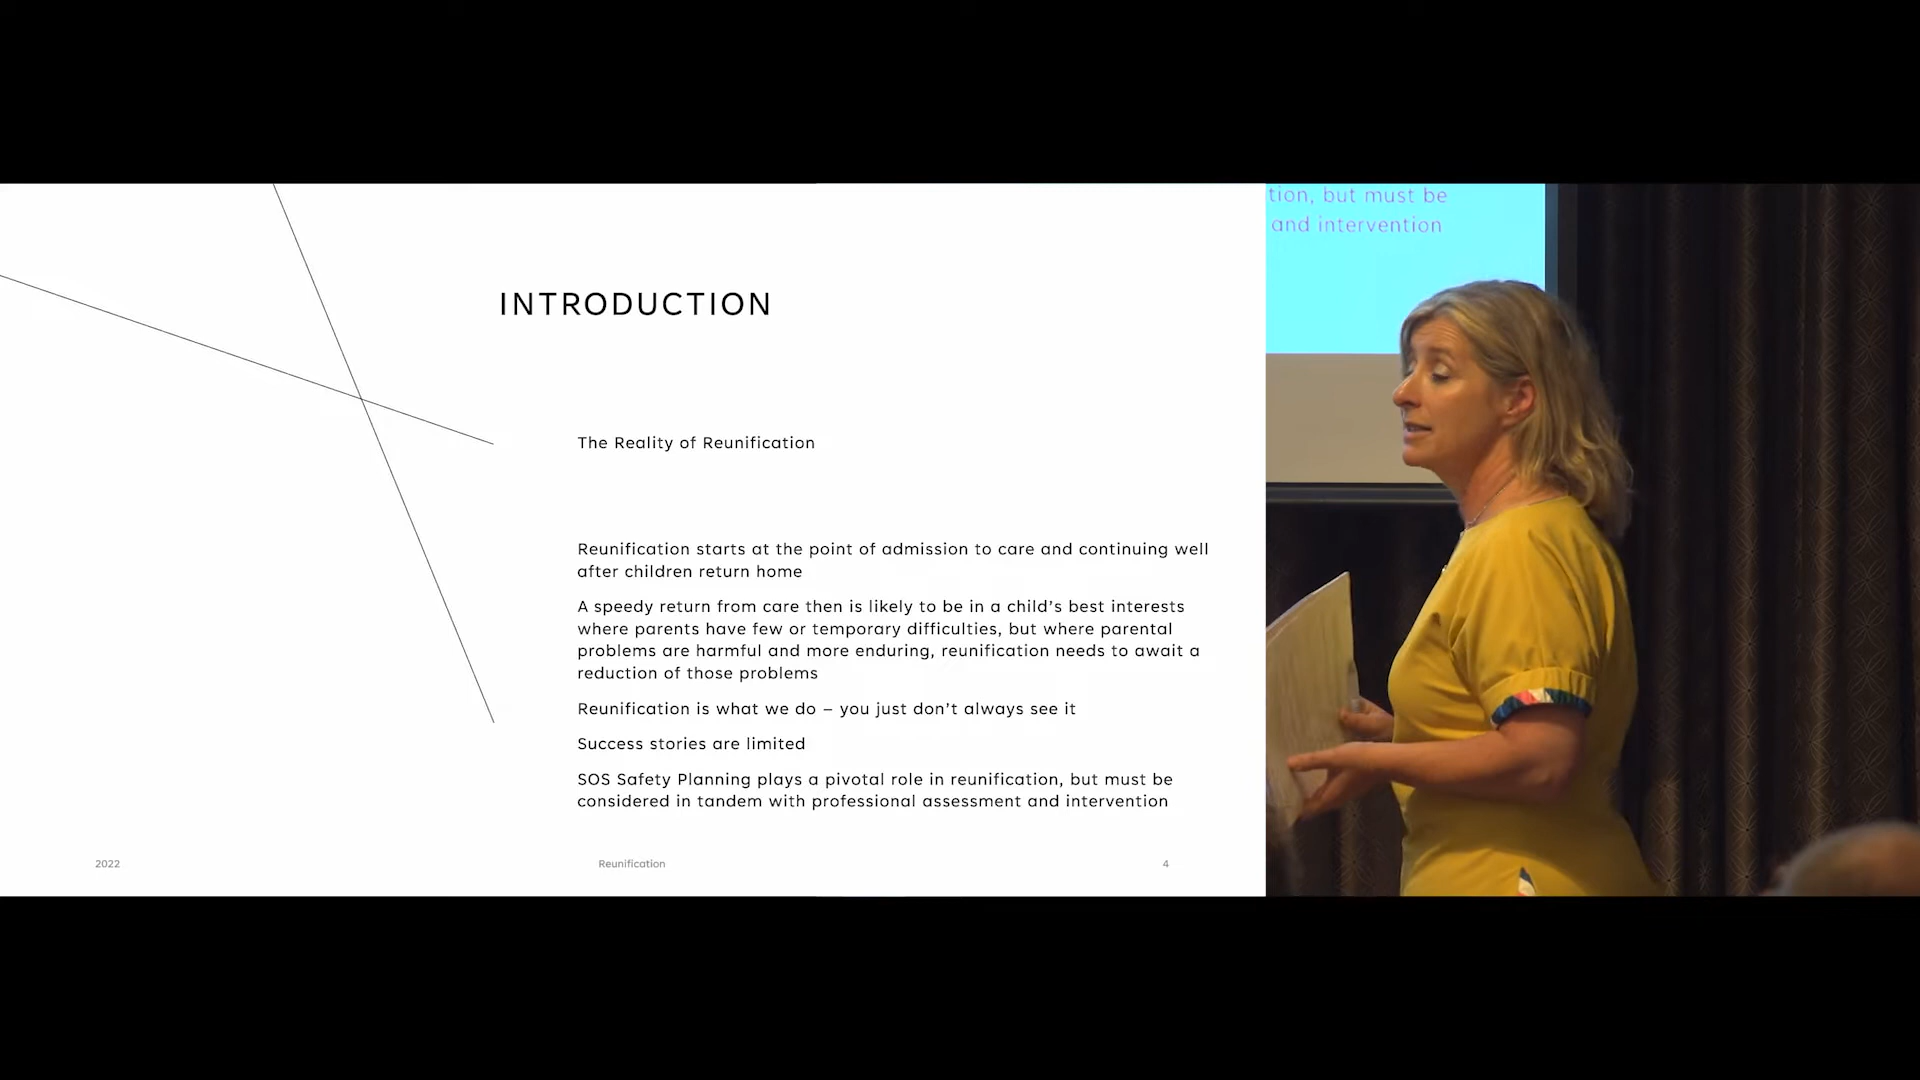 INTRODUCTION
The Reality of Reunification
Reunification starts at the point of admission to care and continuing well
after children return home
A speedy return from care then is likely to be in a child's best interests
where parents have few or temporary difficulties, but where parental
problems are harmful and more enduring, reunification needs to await a
reduction of those problems
Reunification is what we do – you just don't always see it
Success stories are limited
SOS Safety Planning plays a pivotal role in reunification, but must be
considered in tandem with professional assessment and intervention
2022
Reunification
4
tion, but must be
and intervention